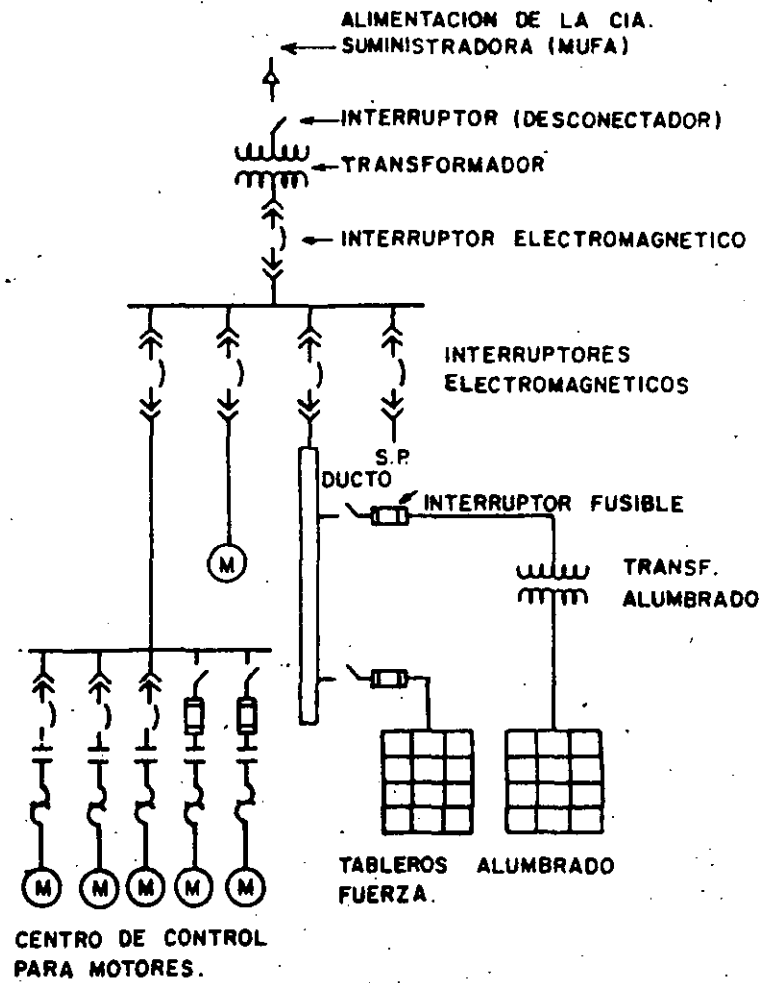 ALIMENTACION DE LA CIA.
SUMINISTRADORA (MUFA)
INTERRUPTOR (DESCONECTADOR)
TRANSFORMADOR
INTERRUPTOR ELECTROMAGNETICO
INTERRUPTORES
ELECTROMAGNETICOS
S.P.
DUCTO
INTERRUPTOR FUSIBLE
TRANSF.
ALUMBRADO
M
M M M M M
TABLEROS ALUMBRADO
FUERZA.
CENTRO DE CONTROL
PARA MOTORES.